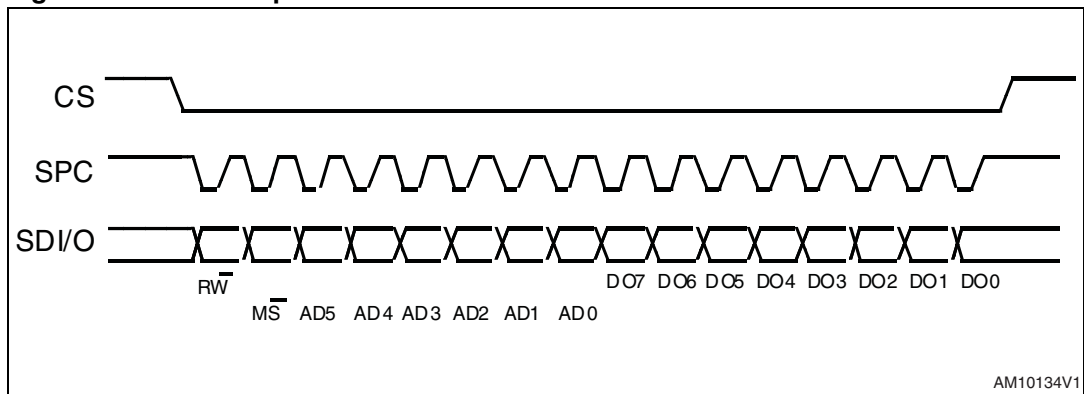 CS
SPC
SDI/O
RW DO7 DO6 DO5 DO4 DO3 DO2 DO1 DO0
MS AD5 AD4 AD3 AD2 AD1 AD0
AM10134V1